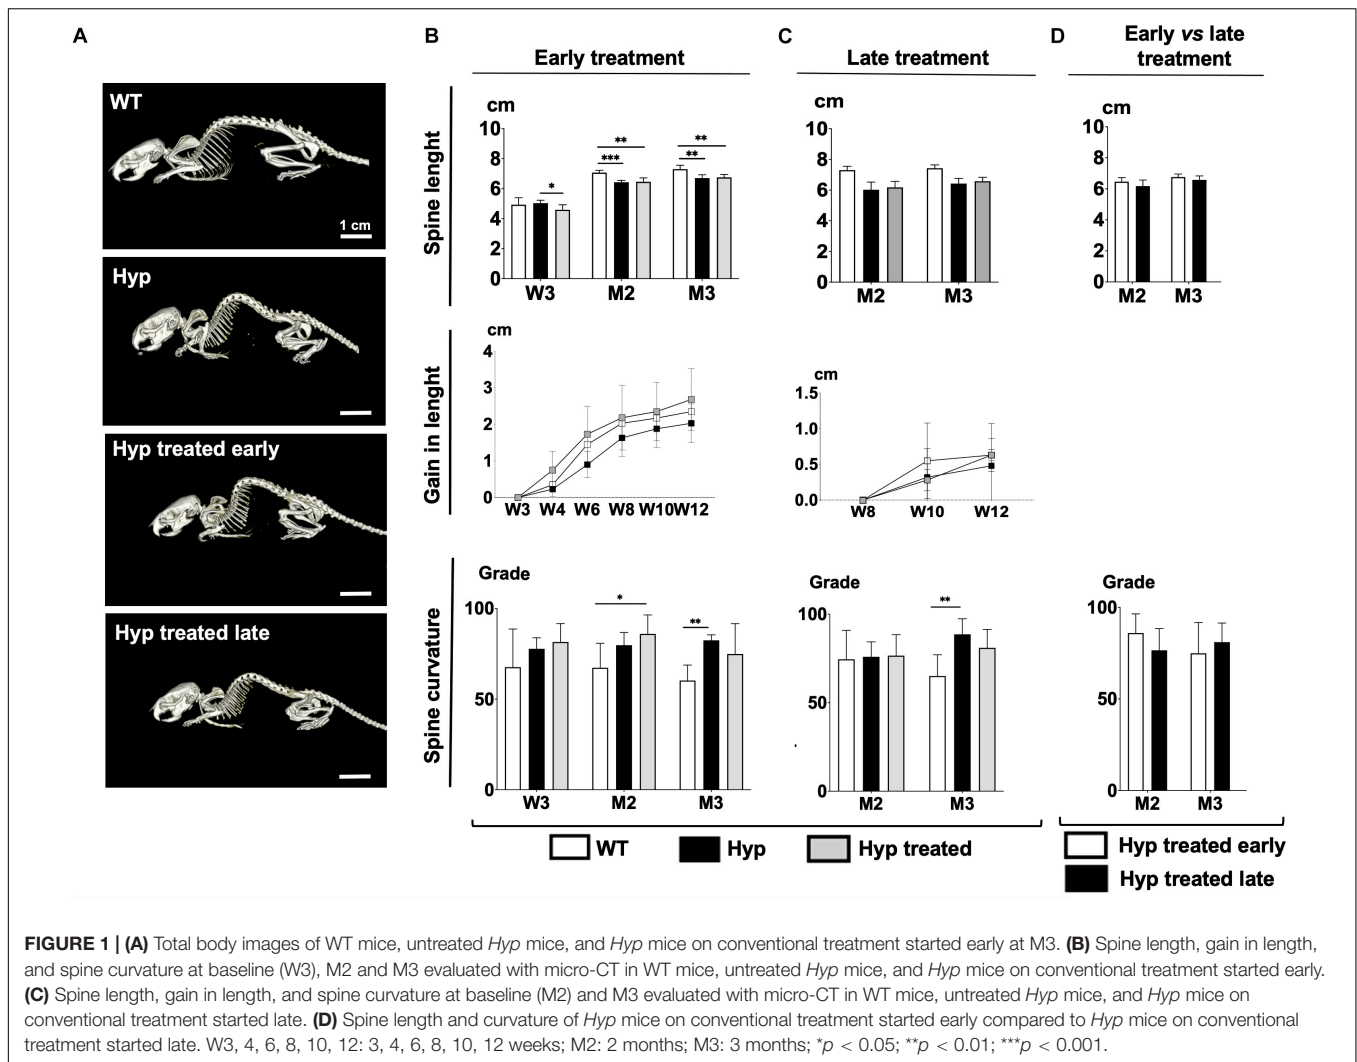 A
B
C
D
Early treatment
Late treatment
Early vs late
treatment
WT
1 cm
Hyp
Hyp treated early
Hyp treated late
Spine lenght
cm
10
8
6
4
2
0
*
***
**
**
**
W3 M2 M3
cm
10
8
6
4
2
0
M2 M3
cm
10
8
6
4
2
0
M2 M3
Gain in lenght
cm
4
3
2
1
0
W3 W4 W6 W8 W10 W12
cm
1.5
1.0
0.5
0.0
W8 W10 W12
Spine curvature
Grade
100
50
0
*
**
W3 M2 M3
Grade
100
50
0
**
M2 M3
Grade
100
50
0
M2 M3
WT Hyp Hyp treated
Hyp treated early
Hyp treated late
FIGURE 1 | (A) Total body images of WT mice, untreated Hyp mice, and Hyp mice on conventional treatment started early at M3. (B) Spine length, gain in length,
and spine curvature at baseline (W3), M2 and M3 evaluated with micro-CT in WT mice, untreated Hyp mice, and Hyp mice on conventional treatment started early.
(C) Spine length, gain in length, and spine curvature at baseline (M2) and M3 evaluated with micro-CT in WT mice, untreated Hyp mice, and Hyp mice on
conventional treatment started late. (D) Spine length and curvature of Hyp mice on conventional treatment started early compared to Hyp mice on conventional
treatment started late. W3, 4, 6, 8, 10, 12: 3, 4, 6, 8, 10, 12 weeks; M2: 2 months; M3: 3 months; *p < 0.05; **p < 0.01; ***p < 0.001.